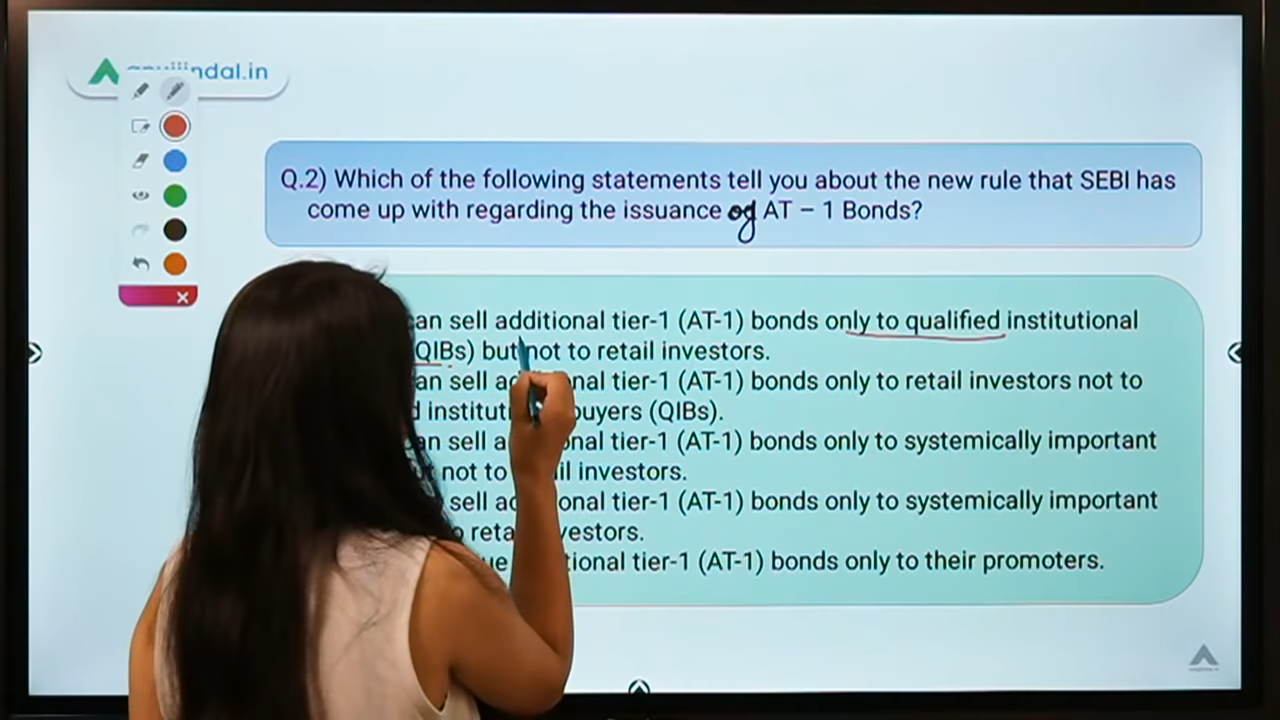 ndal.in
Q.2) Which of the following statements tell you about the new rule that SEBI has
come up with regarding the issuance og AT – 1 Bonds?
an sell additional tier-1 (AT-1) bonds only to qualified institutional
(QIBs) but not to retail investors.
an sell nal tier-1 (AT-1) bonds only to retail investors not to
buyers (QIBs).
an sell onal tier-1 (AT-1) bonds only to systemically important
not to il investors.
sell onal tier-1 (AT-1) bonds only to systemically important
vestors.
tional tier-1 (AT-1) bonds only to their promoters.